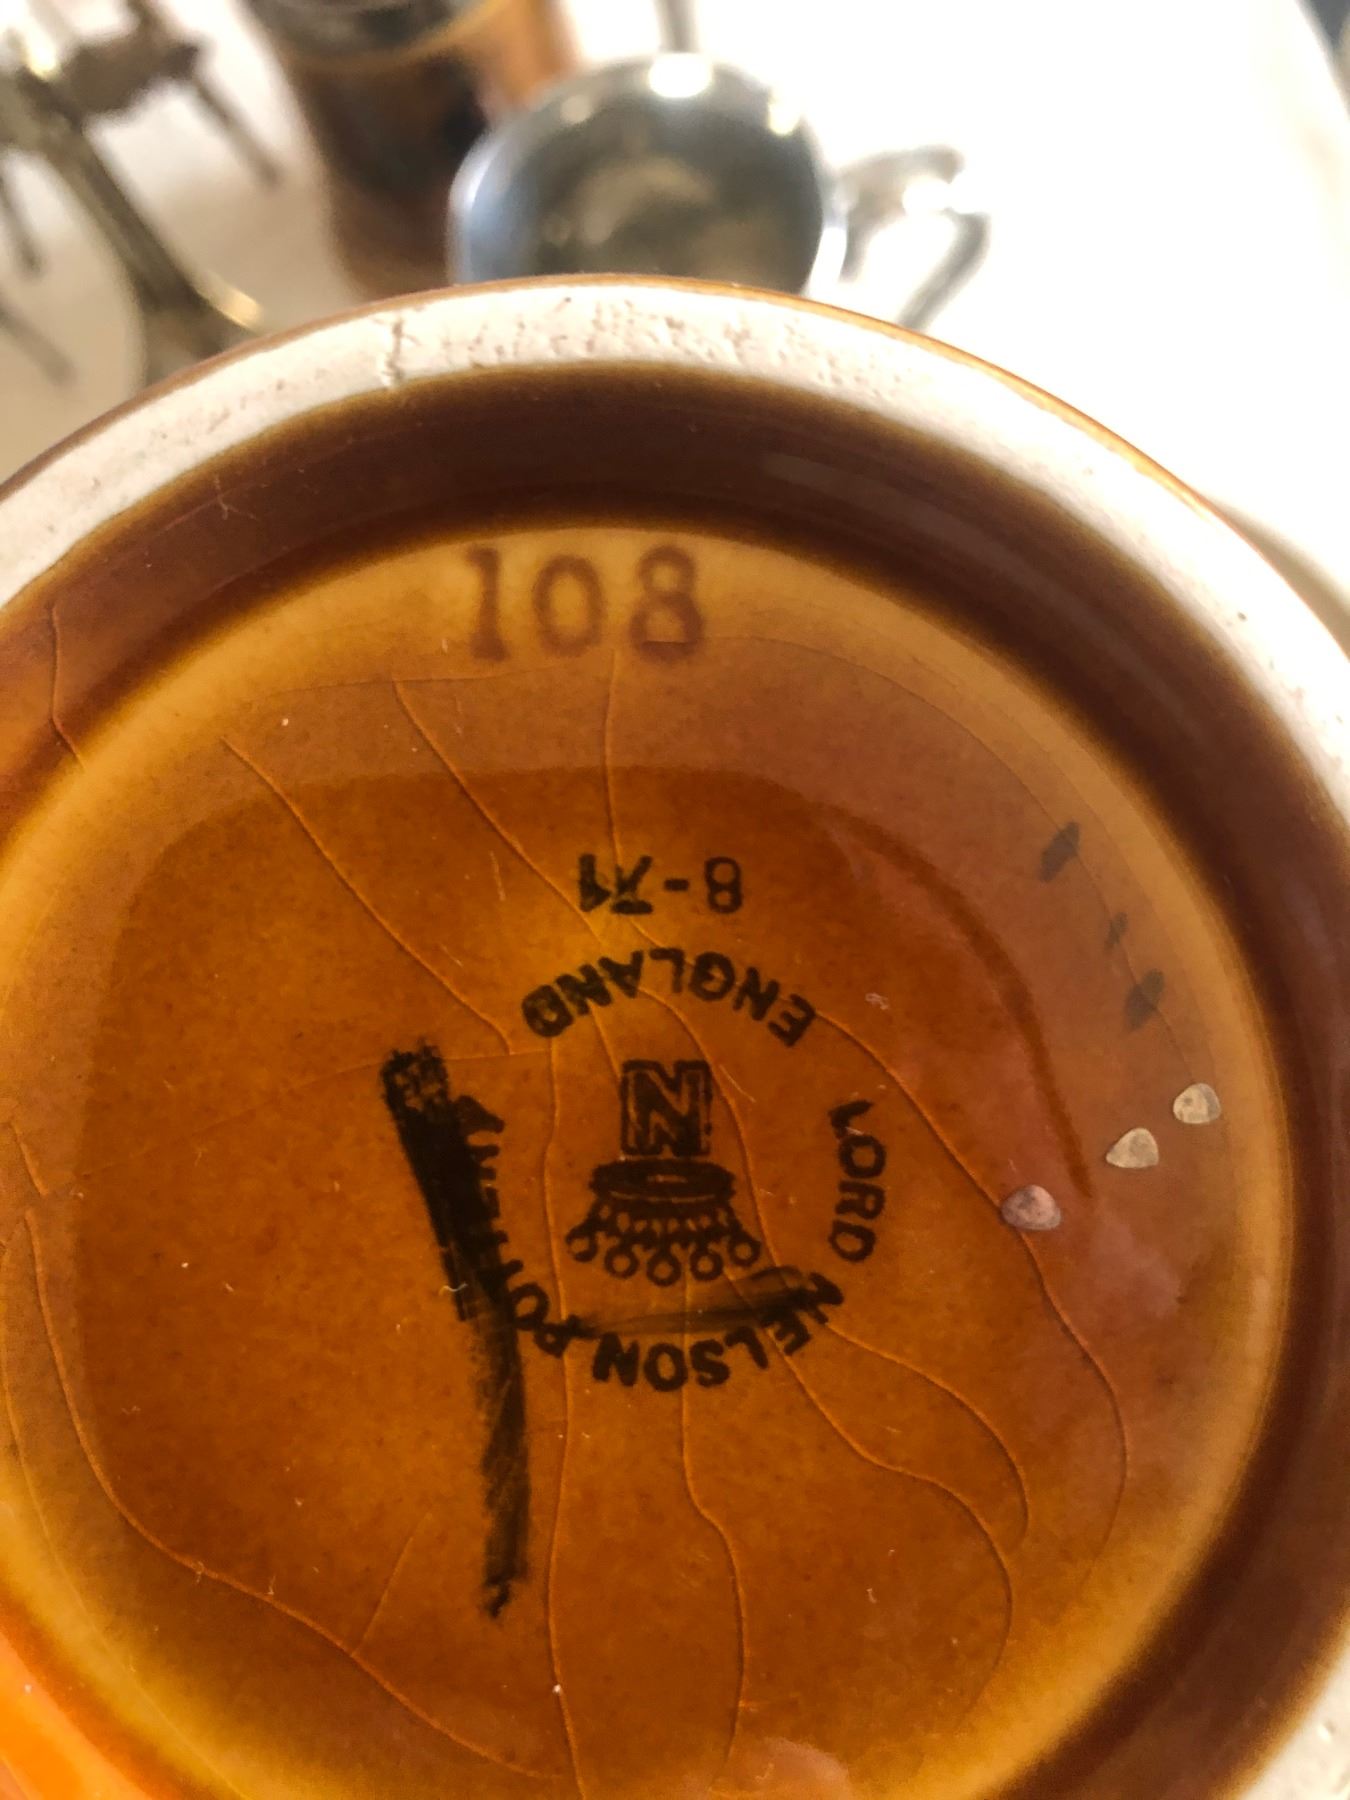 108
8-71
ENGLAND
N
LORD NELSON POTTERY